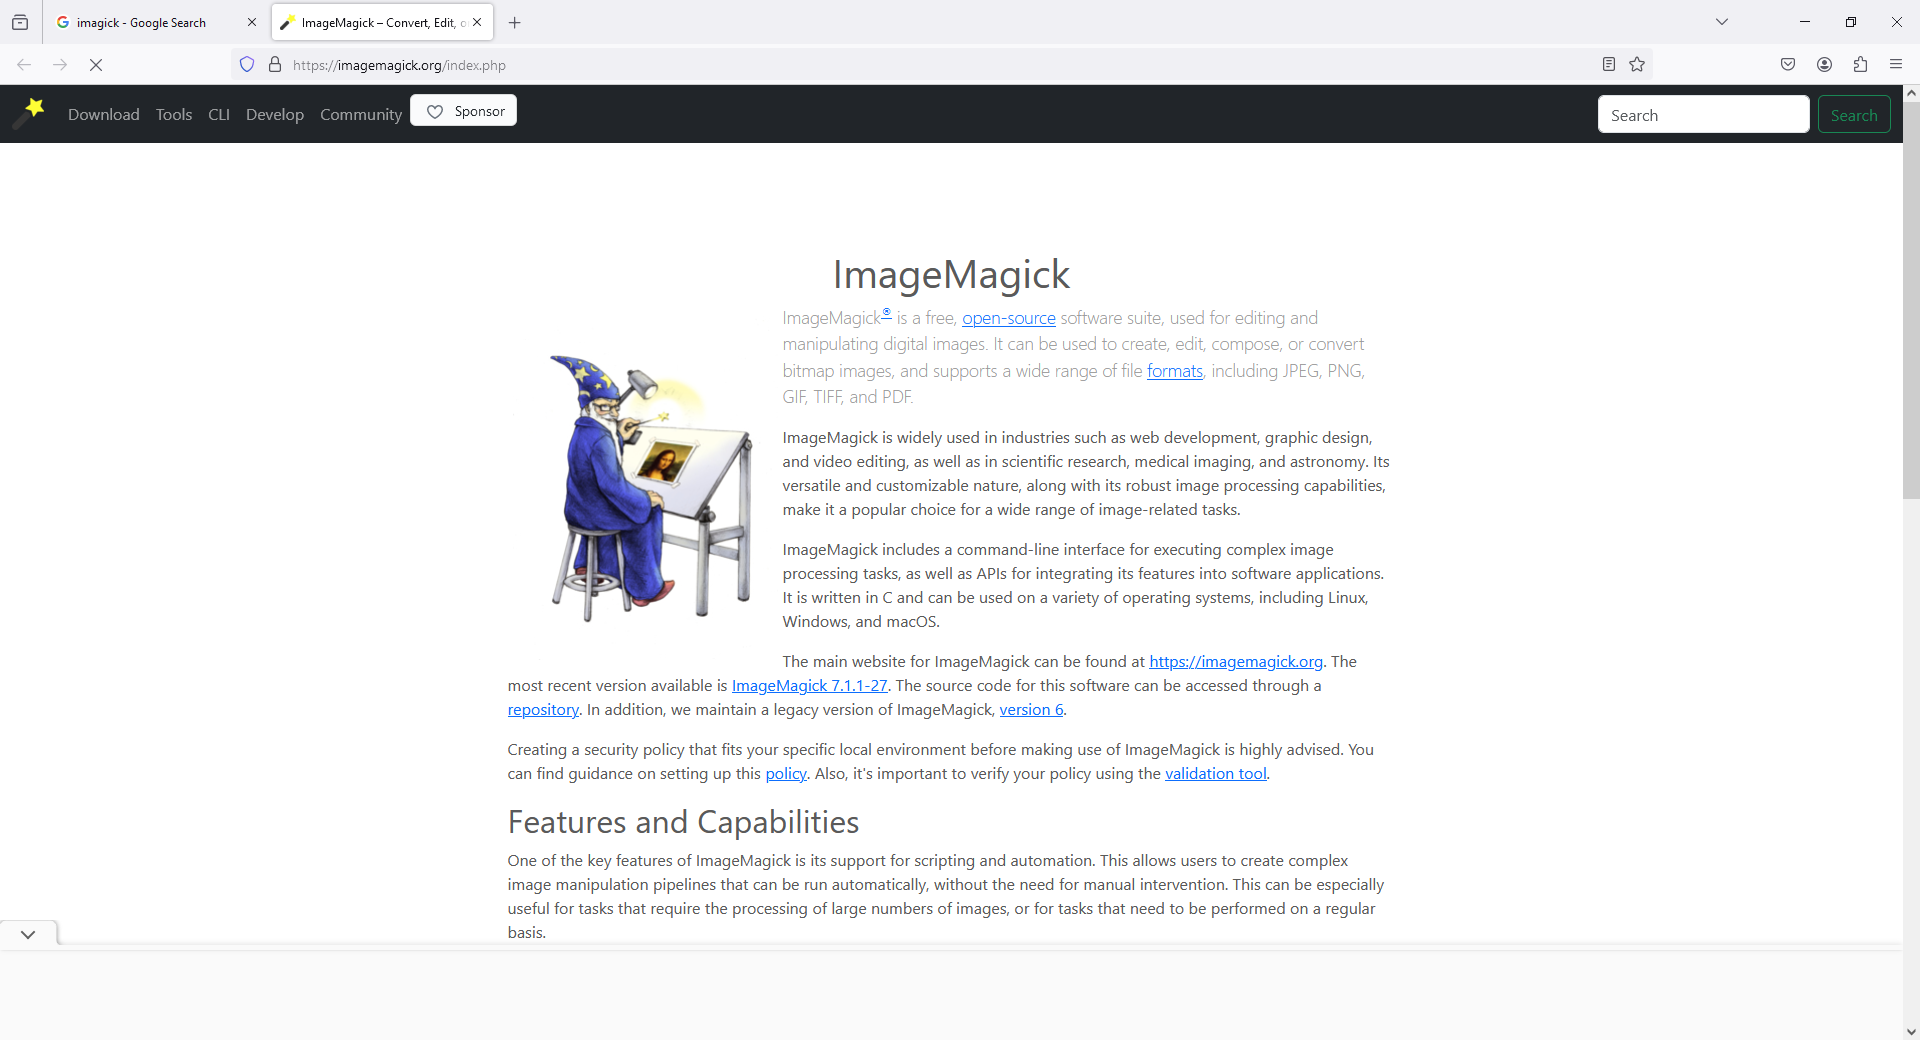 imagick - Google Search
ImageMagick – Convert, Edit, o
https://imagemagick.org/index.php
Download Tools CLI Develop Community Sponsor Search Search
ImageMagick
ImageMagick® is a free, open-source software suite, used for editing and
manipulating digital images. It can be used to create, edit, compose, or convert
bitmap images, and supports a wide range of file formats, including JPEG, PNG,
GIF, TIFF, and PDF.
ImageMagick is widely used in industries such as web development, graphic design,
and video editing, as well as in scientific research, medical imaging, and astronomy. Its
versatile and customizable nature, along with its robust image processing capabilities,
make it a popular choice for a wide range of image-related tasks.
ImageMagick includes a command-line interface for executing complex image
processing tasks, as well as APIs for integrating its features into software applications.
It is written in C and can be used on a variety of operating systems, including Linux,
Windows, and macOS.
The main website for ImageMagick can be found at https://imagemagick.org. The
most recent version available is ImageMagick 7.1.1-27. The source code for this software can be accessed through a
repository. In addition, we maintain a legacy version of ImageMagick, version 6.
Creating a security policy that fits your specific local environment before making use of ImageMagick is highly advised. You
can find guidance on setting up this policy. Also, it's important to verify your policy using the validation tool.
Features and Capabilities
One of the key features of ImageMagick is its support for scripting and automation. This allows users to create complex
image manipulation pipelines that can be run automatically, without the need for manual intervention. This can be especially
useful for tasks that require the processing of large numbers of images, or for tasks that need to be performed on a regular
basis.